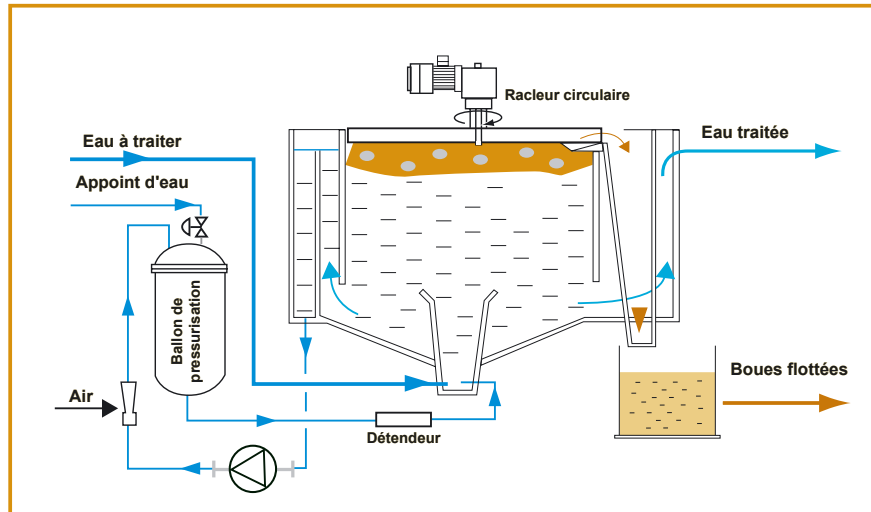 Racleur circulaire
Eau à traiter
Eau traitée
Appoint d'eau
Ballon de
pressurisation
Boues flottées
Air
Détendeur